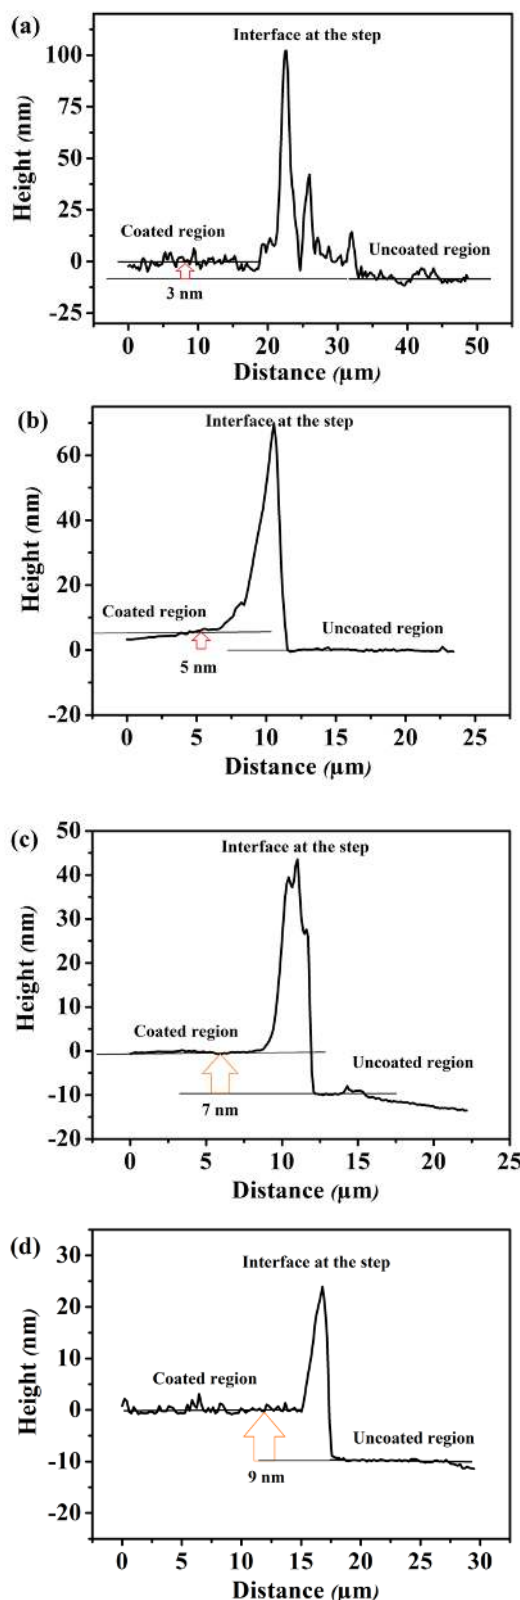 (a)
Interface at the step
100
75
50
25
0
-25
Height (nm)
Coated region
Uncoated region
3 nm
0 10 20 30 40 50
Distance (µm)
(b)
Interface at the step
60
40
20
0
-20
Height (nm)
Coated region
Uncoated region
5 nm
0 5 10 15 20 25
Distance (µm)
(c)
50
Interface at the step
40
30
20
10
0
-10
-20
Height (nm)
Coated region
Uncoated region
7 nm
0 5 10 15 20 25
Distance (µm)
(d)
30
Interface at the step
20
10
0
-10
-20
Height (nm)
Coated region
Uncoated region
9 nm
0 5 10 15 20 25 30
Distance (µm)